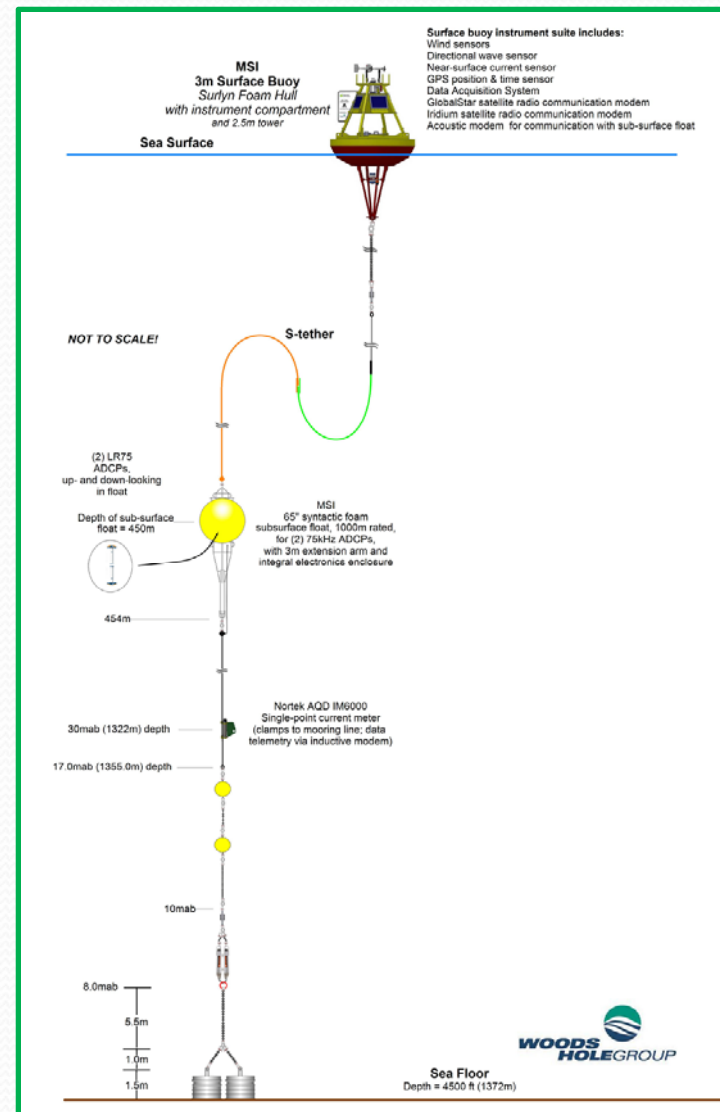 Surface buoy instrument suite includes:
Wind sensors
Directional wave sensor
Near-surface current sensor
GPS position & time sensor
Data Acquisition System
GlobalStar satellite radio communication modem
Iridium satellite radio communication modem
Acoustic modem for communication with sub-surface float
MSI
3m Surface Buoy
Surlyn Foam Hull
with instrument compartment
and 2.5m tower
Sea Surface
NOT TO SCALE!
S-tether
(2) LR75
ADCPs,
up- and down-looking
in float
Depth of sub-surface
float = 450m
MSI
65" syntactic foam
subsurface float, 1000m rated,
for (2) 75kHz ADCPs,
with 3m extension arm and
integral electronics enclosure
454m
Nortek AQD IM6000
Single-point current meter
(clamps to mooring line; data
telemetry via inductive modem)
30mab (1322m) depth
17.0mab (1355.0m) depth
10mab
8.0mab
5.5m
1.0m
1.5m
WOODS
HOLEGROUP
Sea Floor
Depth = 4500 ft (1372m)